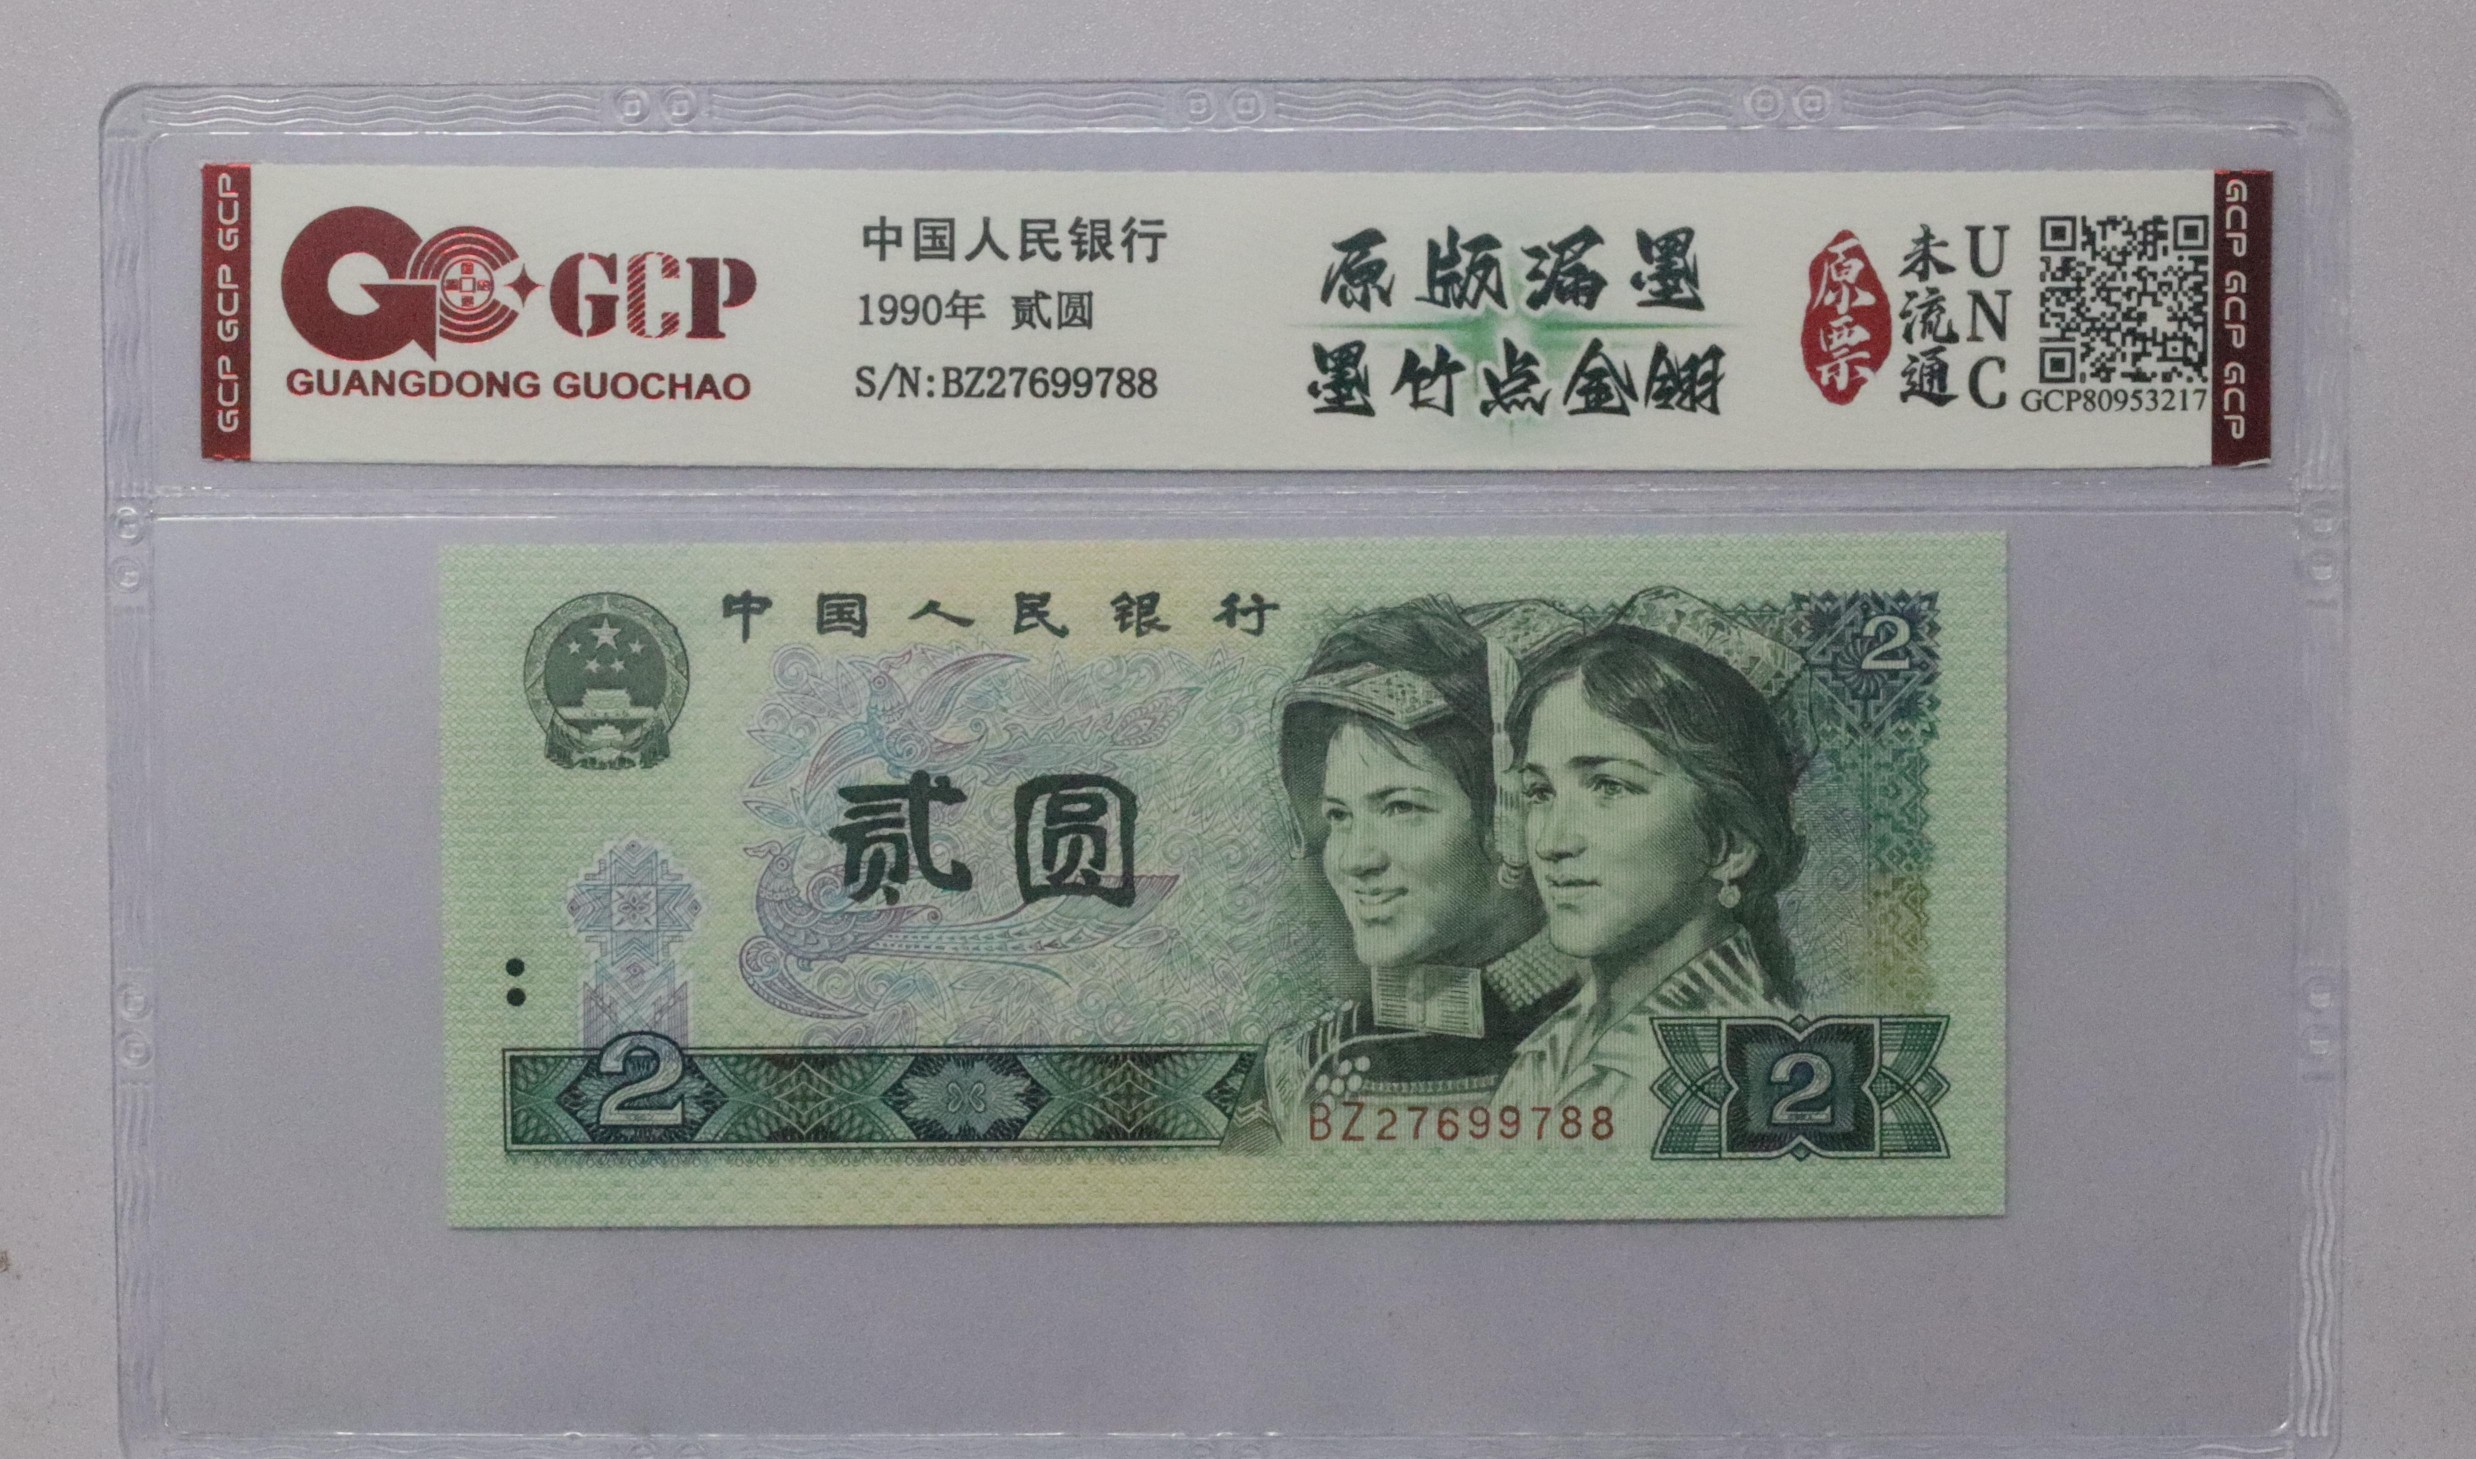 GCP GCP GCP
GCP
GUANGDONG GUOCHAO
中国人民银行
1990年 贰圆
S/N:BZ27699788
原版漏墨
墨竹点金翎
原票
未流通
UNC
GCP80953217
GCP GCP GCP
中国人民银行
2
贰圆
2
BZ27699788
2